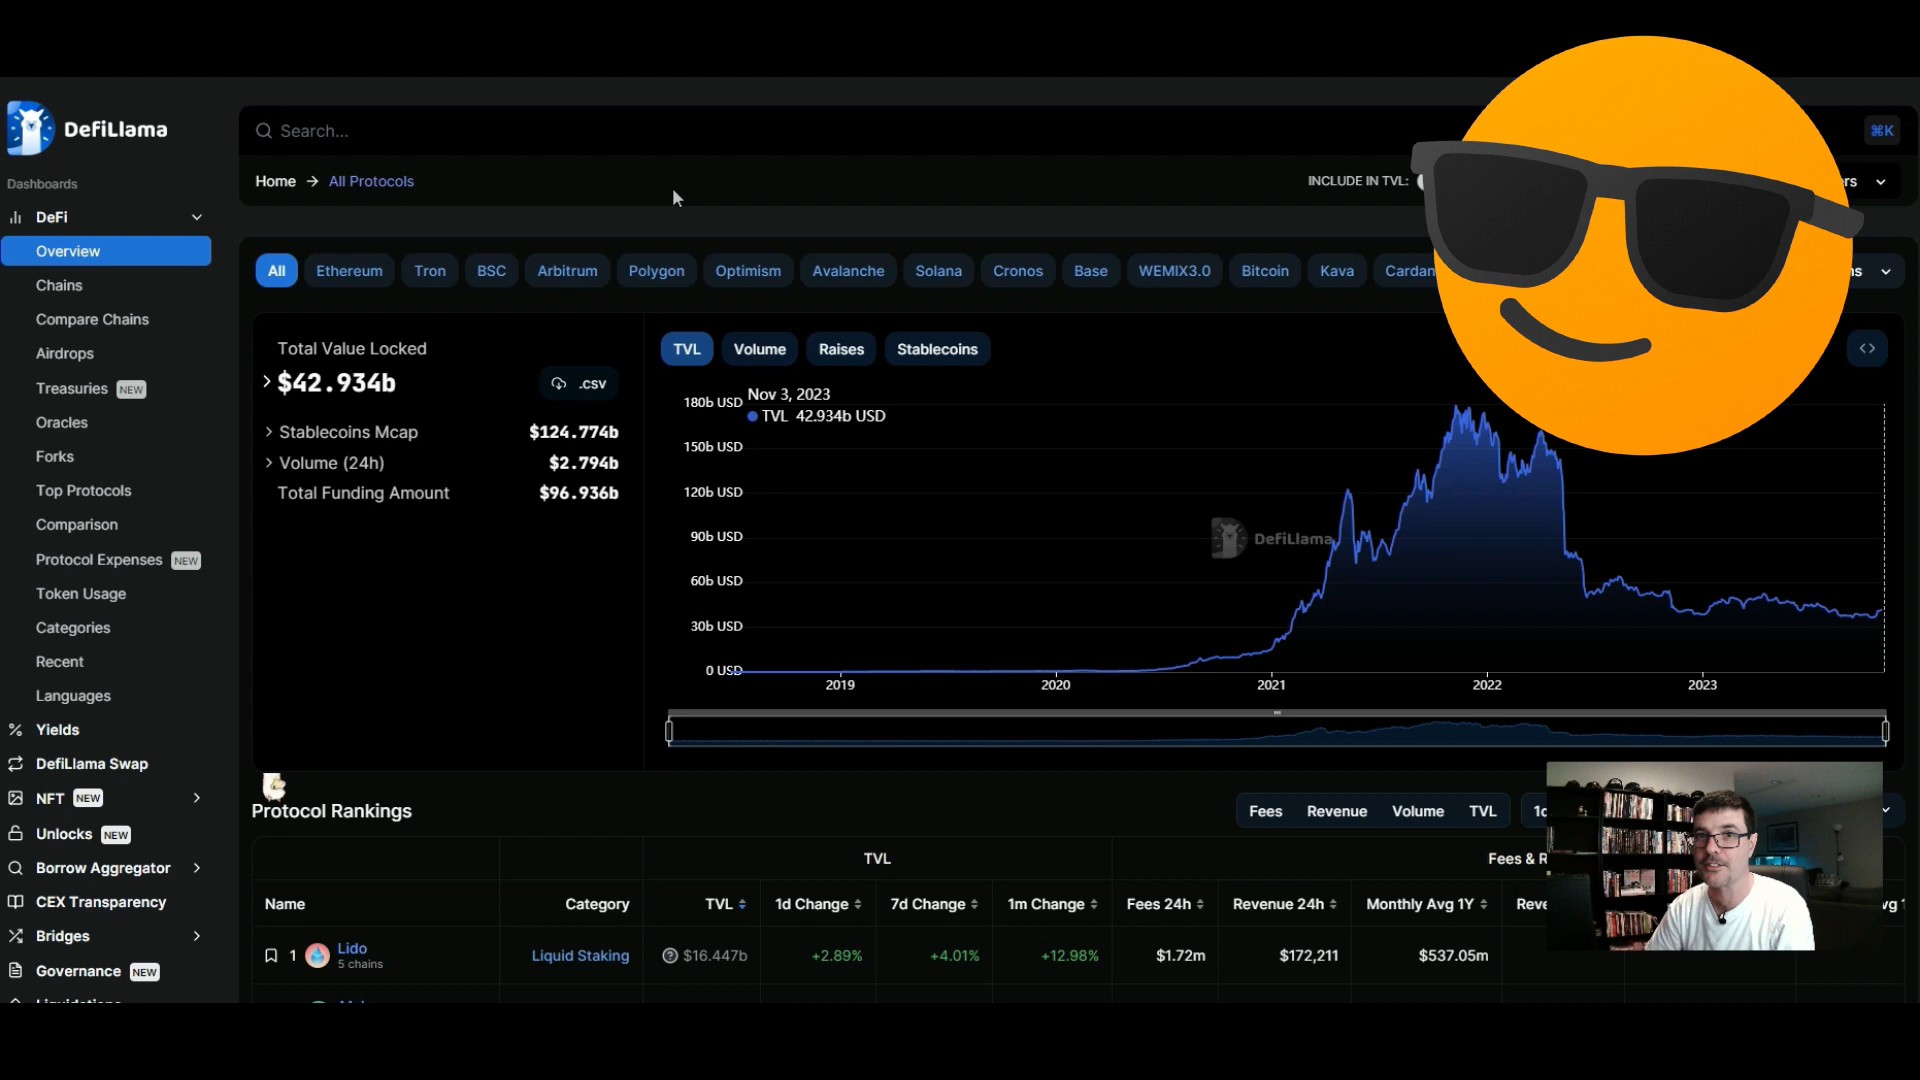 DefiLlama
Search...
⌘K
Home → All Protocols
INCLUDE IN TVL:
Dashboards
DeFi
Overview
Chains
Compare Chains
Airdrops
Treasuries NEW
Oracles
Forks
Top Protocols
Comparison
Protocol Expenses NEW
Token Usage
Categories
Recent
Languages
Yields
DefiLlama Swap
NFT NEW
Unlocks NEW
Borrow Aggregator
CEX Transparency
Bridges
Governance NEW
All Ethereum Tron BSC Arbitrum Polygon Optimism Avalanche Solana Cronos Base WEMIX3.0 Bitcoin Kava Cardan
Total Value Locked
$42.934b
.csv
Stablecoins Mcap $124.774b
Volume (24h) $2.794b
Total Funding Amount $96.936b
TVL Volume Raises Stablecoins
Nov 3, 2023
TVL 42.934b USD
180b USD
150b USD
120b USD
90b USD
60b USD
30b USD
0 USD
DefiLlama
2019 2020 2021 2022 2023
Protocol Rankings
Fees Revenue Volume TVL
TVL
Fees & R
Name Category TVL 1d Change 7d Change 1m Change Fees 24h Revenue 24h Monthly Avg 1Y Reve
1 Lido Liquid Staking $16.447b +2.89% +4.01% +12.98% $1.72m $172,211 $537.05m
5 chains